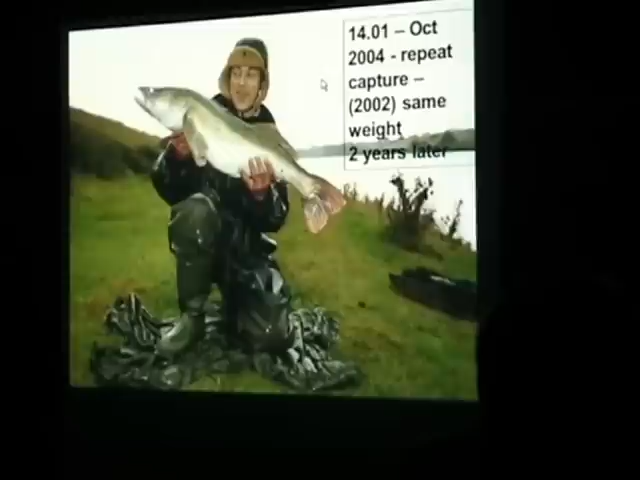 14.01 – Oct
2004 - repeat
capture –
(2002) same
weight
2 years later